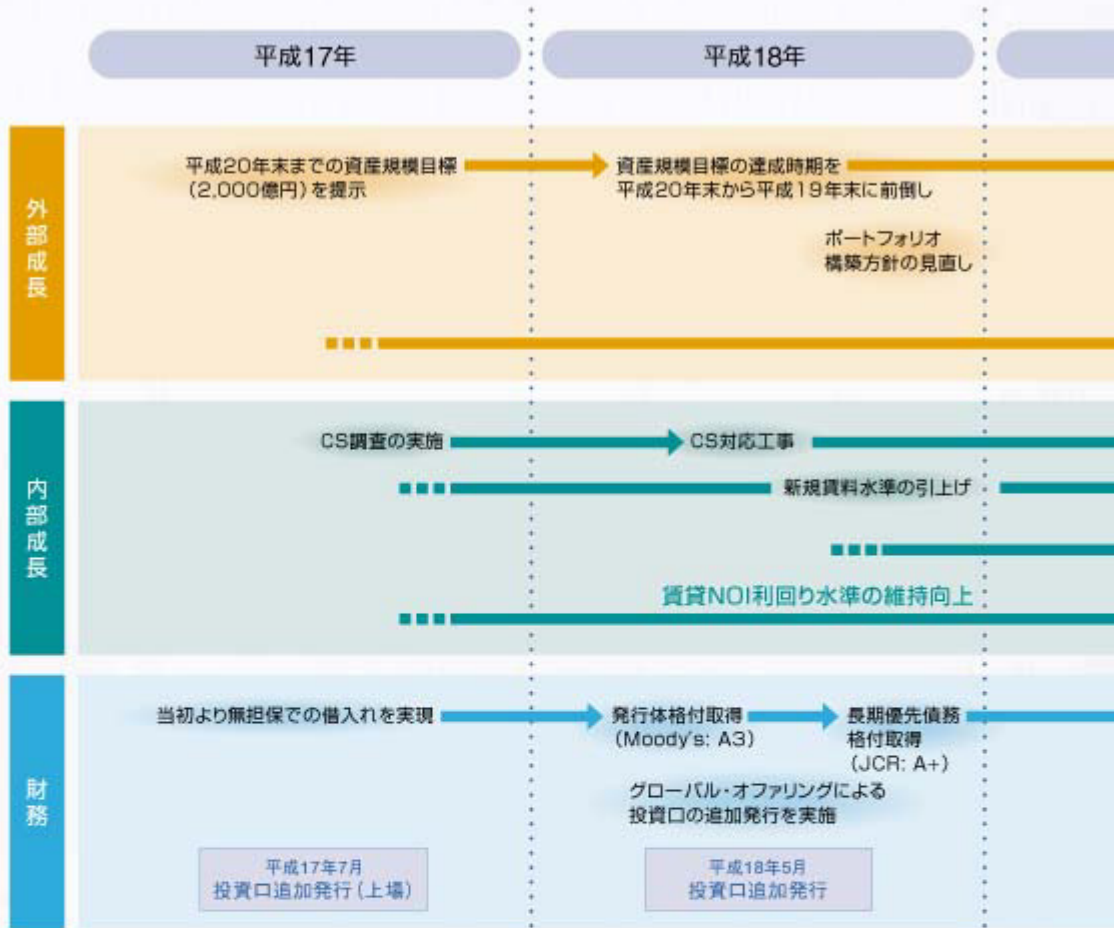 平成17年
平成18年
外部成長
平成20年末までの資産規模目標
（2,000億円）を提示
資産規模目標の達成時期を
平成20年末から平成19年末に前倒し
ポートフォリオ
構築方針の見直し
内部成長
CS調査の実施
CS対応工事
新規賃料水準の引上げ
賃貸NOI利回り水準の維持向上
財務
当初より無担保での借入れを実現
発行体格付取得
（Moody's: A3）
長期優先債務
格付取得
（JCR: A+）
グローバル・オファリングによる
投資口の追加発行を実施
平成17年7月
投資口追加発行（上場）
平成18年5月
投資口追加発行